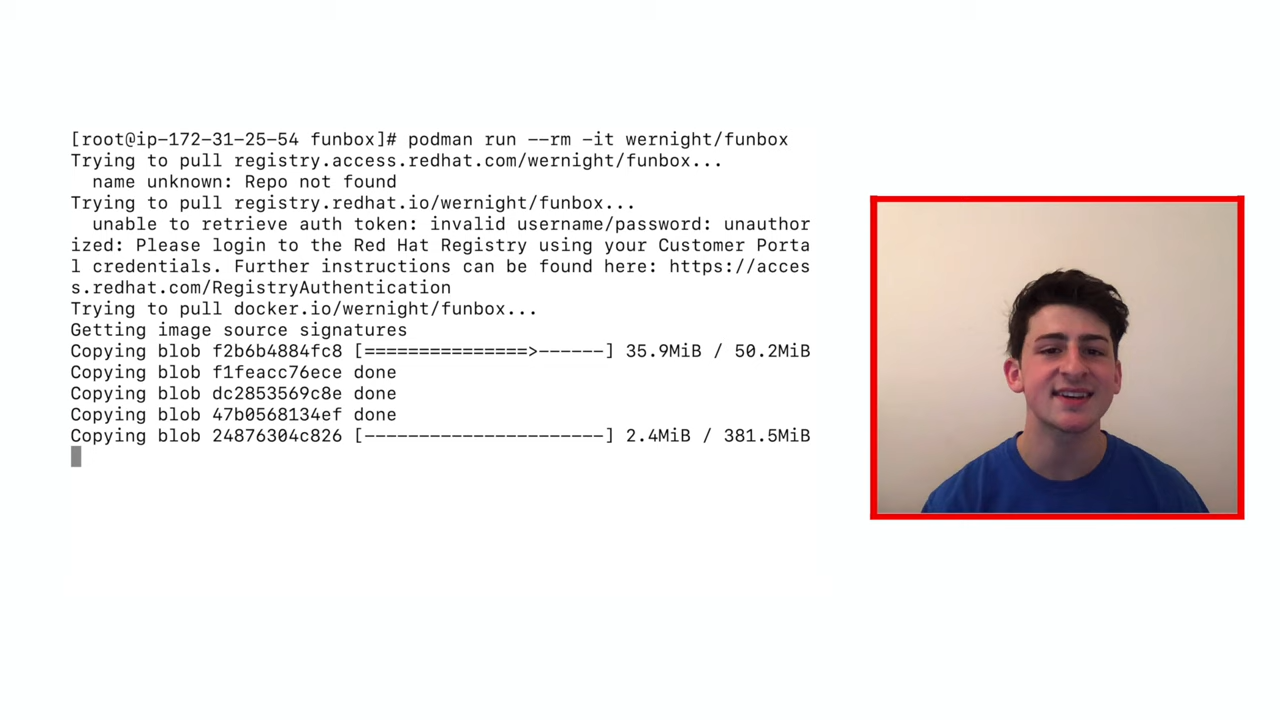 [root@ip-172-31-25-54 funbox]# podman run --rm -it wernight/funbox
Trying to pull registry.access.redhat.com/wernight/funbox...
  name unknown: Repo not found
Trying to pull registry.redhat.io/wernight/funbox...
  unable to retrieve auth token: invalid username/password: unauthor
ized: Please login to the Red Hat Registry using your Customer Porta
l credentials. Further instructions can be found here: https://acces
s.redhat.com/RegistryAuthentication
Trying to pull docker.io/wernight/funbox...
Getting image source signatures
Copying blob f2b6b4884fc8 [===============>------] 35.9MiB / 50.2MiB
Copying blob f1feacc76ece done
Copying blob dc2853569c8e done
Copying blob 47b0568134ef done
Copying blob 24876304c826 [----------------------] 2.4MiB / 381.5MiB